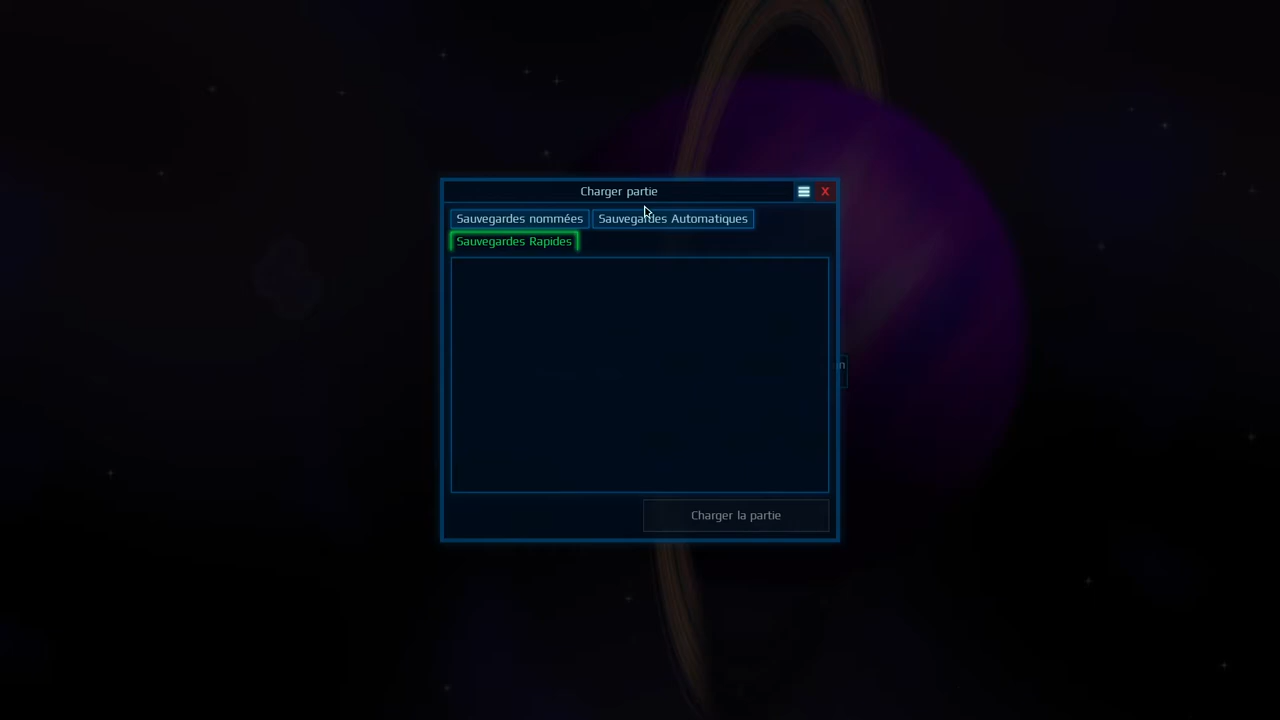 Charger partie
X
Sauvegardes nommées
Sauvegardes Automatiques
Sauvegardes Rapides
Charger la partie